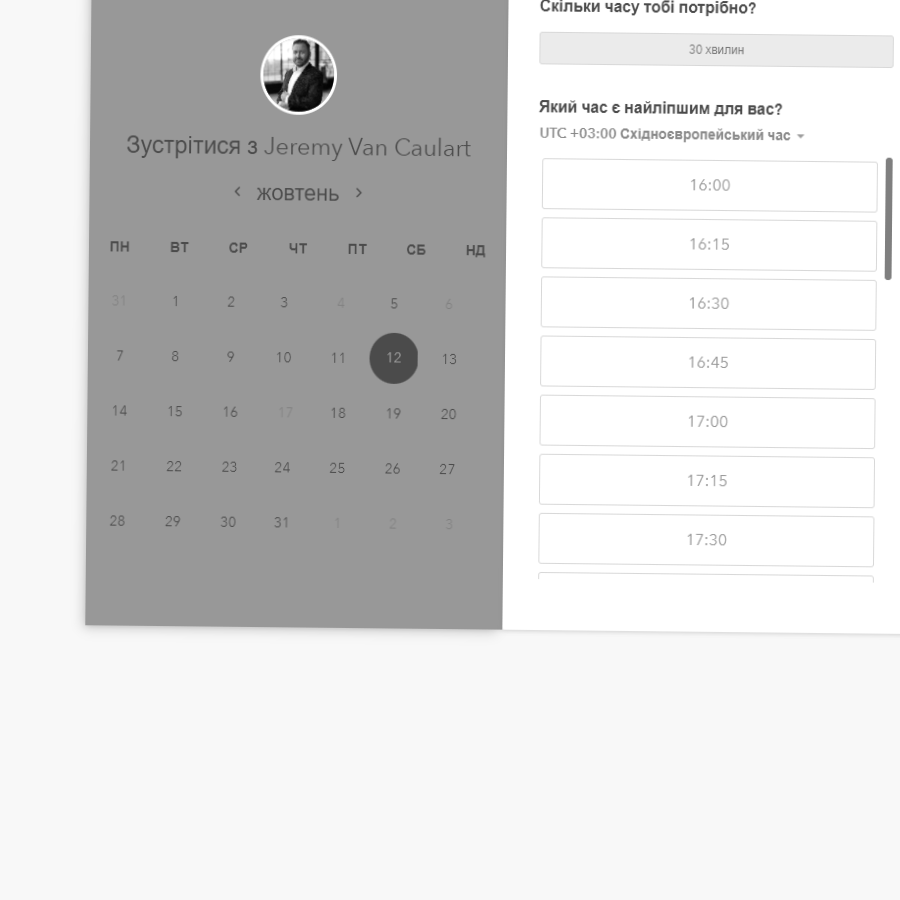 Зустрітися з Jeremy Van Caulart
жовтень
ПН ВТ СР ЧТ ПТ СБ НД
31 1 2 3 4 5 6
7 8 9 10 11 12 13
14 15 16 17 18 19 20
21 22 23 24 25 26 27
28 29 30 31 1 2 3
Скільки часу тобі потрібно?
30 хвилин
Який час є найліпшим для вас?
UTC +03:00 Східноєвропейський час
16:00
16:15
16:30
16:45
17:00
17:15
17:30